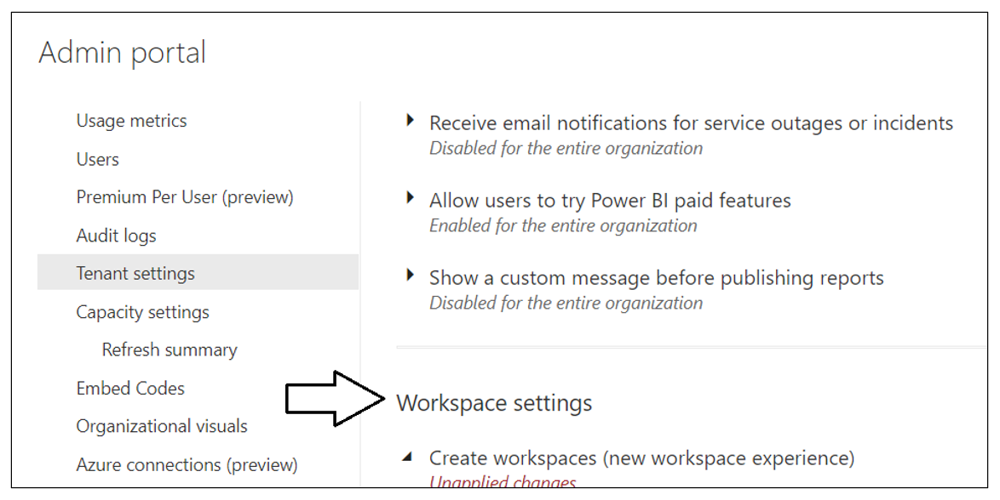 Admin portal
Usage metrics
Users
Premium Per User (preview)
Audit logs
Tenant settings
Capacity settings
Refresh summary
Embed Codes
Organizational visuals
Azure connections (preview)
Receive email notifications for service outages or incidents
Disabled for the entire organization
Allow users to try Power BI paid features
Enabled for the entire organization
Show a custom message before publishing reports
Disabled for the entire organization
Workspace settings
Create workspaces (new workspace experience)
Unapplied changes